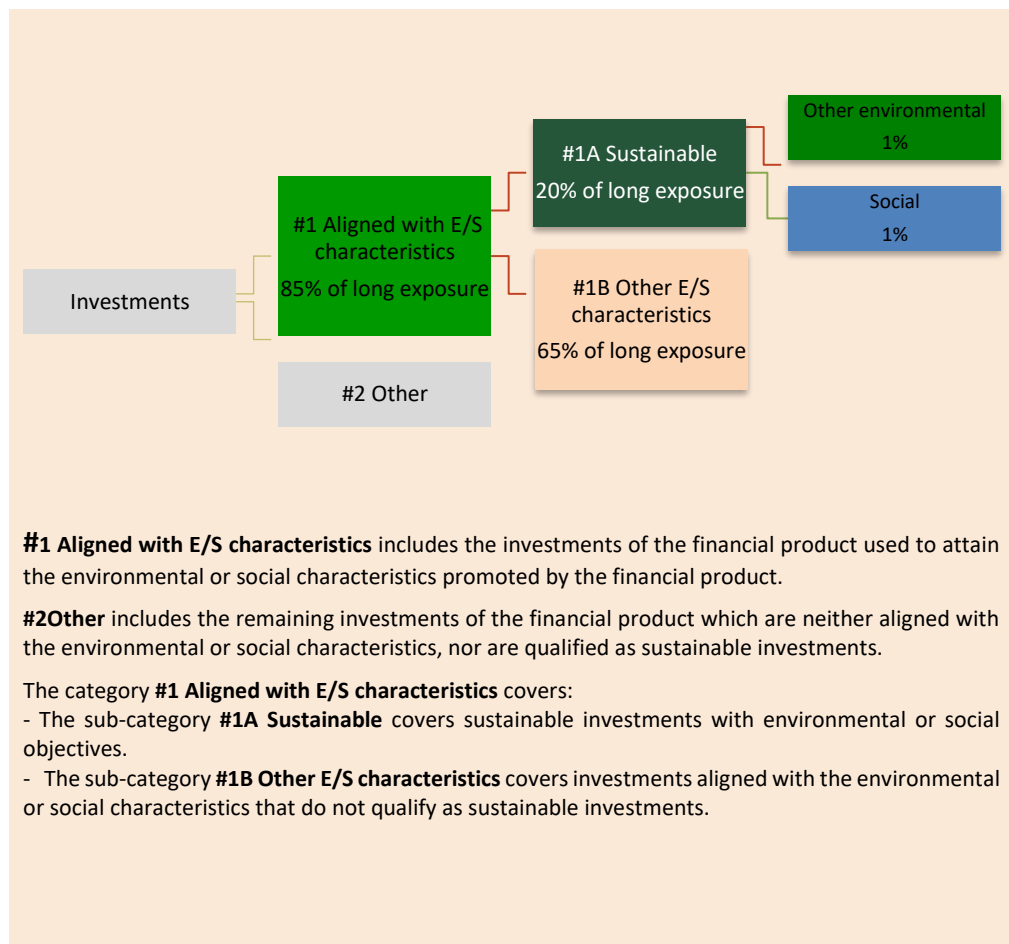 Other environmental
1%
#1A Sustainable
20% of long exposure
Social
1%
#1 Aligned with E/S
characteristics
85% of long exposure
Investments
#1B Other E/S
characteristics
65% of long exposure
#2 Other
#1 Aligned with E/S characteristics includes the investments of the financial product used to attain
the environmental or social characteristics promoted by the financial product.
#2Other includes the remaining investments of the financial product which are neither aligned with
the environmental or social characteristics, nor are qualified as sustainable investments.
The category #1 Aligned with E/S characteristics covers:
- The sub-category #1A Sustainable covers sustainable investments with environmental or social
objectives.
- The sub-category #1B Other E/S characteristics covers investments aligned with the environmental
or social characteristics that do not qualify as sustainable investments.